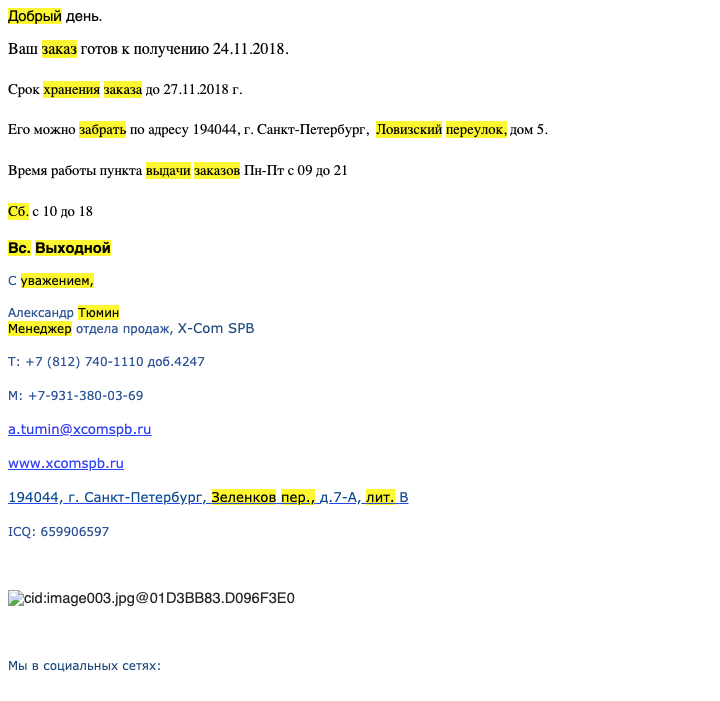 Добрый день.
Ваш заказ готов к получению 24.11.2018.
Срок хранения заказа до 27.11.2018 г.
Его можно забрать по адресу 194044, г. Санкт-Петербург, Ловизский переулок, дом 5.
Время работы пункта выдачи заказов Пн-Пт с 09 до 21
Сб. с 10 до 18
Вс. Выходной
С уважением,
Александр Тюмин
Менеджер отдела продаж, X-Com SPB
Т: +7 (812) 740-1110 доб.4247
М: +7-931-380-03-69
a.tumin@xcomspb.ru
www.xcomspb.ru
194044, г. Санкт-Петербург, Зеленков пер., д.7-А, лит. В
ICQ: 659906597
cid:image003.jpg@01D3BB83.D096F3E0
Мы в социальных сетях: